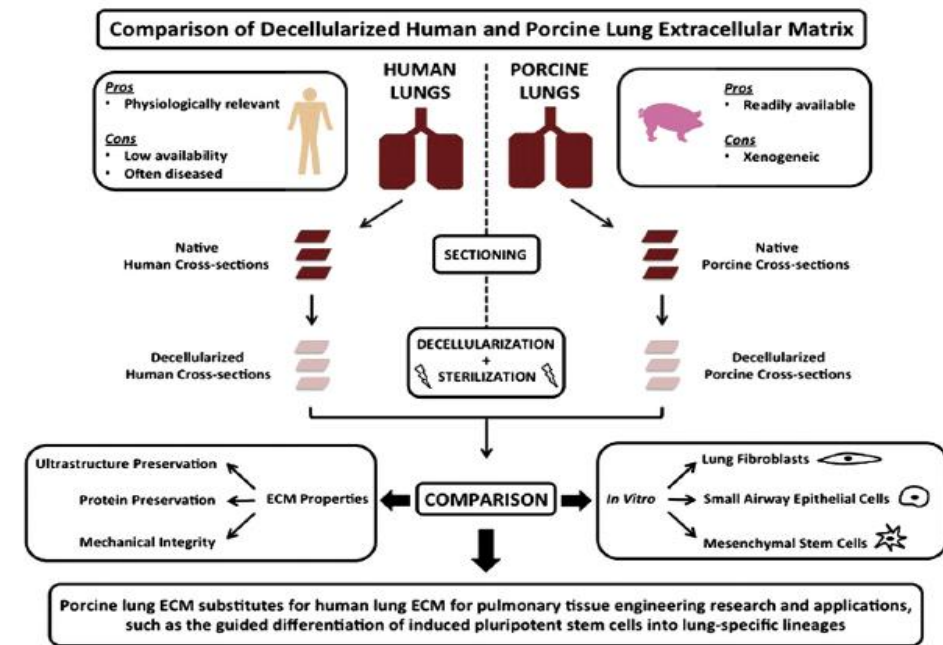 Comparison of Decellularized Human and Porcine Lung Extracellular Matrix
Pros
• Physiologically relevant
Cons
• Low availability
• Often diseased
HUMAN
LUNGS
PORCINE
LUNGS
Pros
• Readily available
Cons
• Xenogeneic
Native
Human Cross-sections
SECTIONING
Native
Porcine Cross-sections
Decellularized
Human Cross-sections
DECELLULARIZATION
+
STERILIZATION
Decellularized
Porcine Cross-sections
Ultrastructure Preservation
Protein Preservation
Mechanical Integrity
ECM Properties
COMPARISON
In Vitro
Lung Fibroblasts
Small Airway Epithelial Cells
Mesenchymal Stem Cells
Porcine lung ECM substitutes for human lung ECM for pulmonary tissue engineering research and applications,
such as the guided differentiation of induced pluripotent stem cells into lung-specific lineages